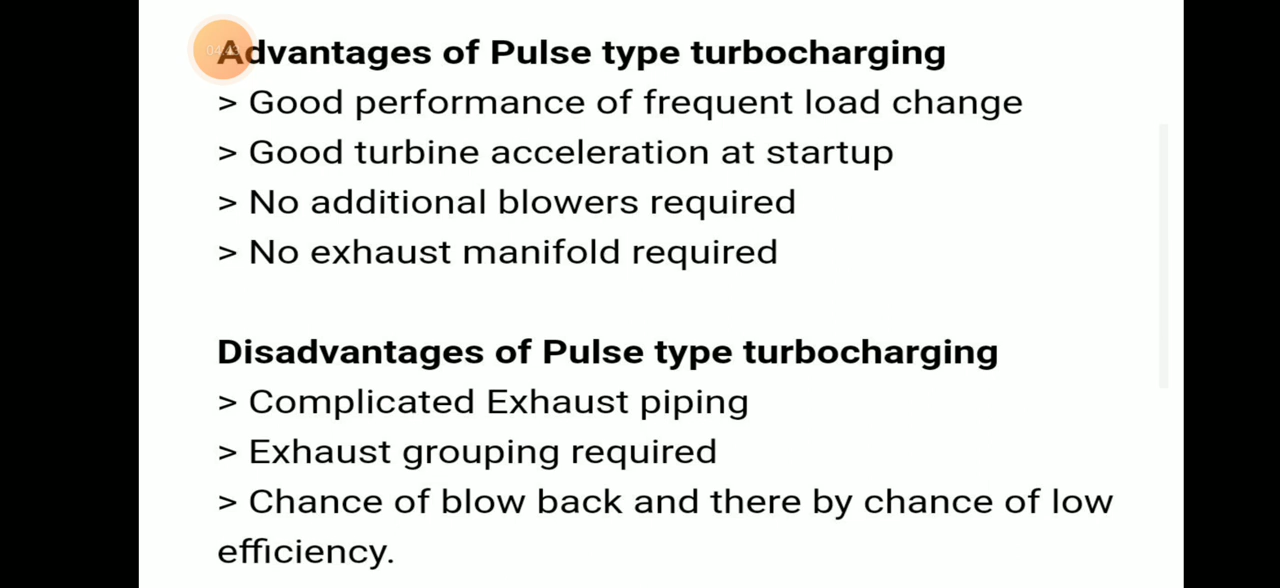 Advantages of Pulse type turbocharging
> Good performance of frequent load change
> Good turbine acceleration at startup
> No additional blowers required
> No exhaust manifold required
Disadvantages of Pulse type turbocharging
> Complicated Exhaust piping
> Exhaust grouping required
> Chance of blow back and there by chance of low
efficiency.